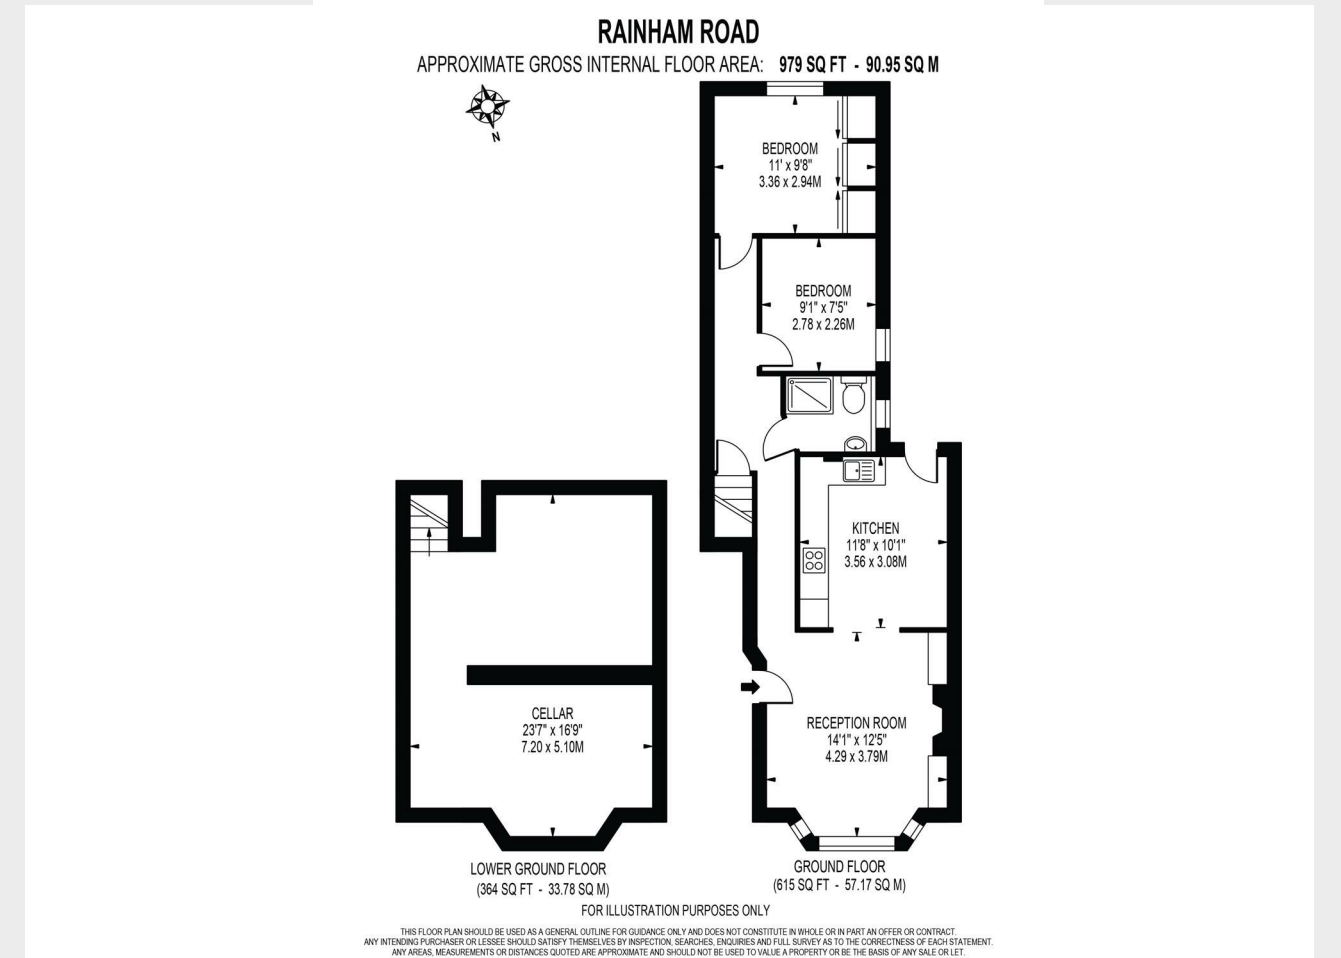 RAINHAM ROAD
APPROXIMATE GROSS INTERNAL FLOOR AREA: 979 SQ FT - 90.95 SQ M
N
BEDROOM
11' x 9'8"
3.36 x 2.94M
BEDROOM
9'1" x 7'5"
2.78 x 2.26M
KITCHEN
11'8" x 10'1"
3.56 x 3.08M
CELLAR
23'7" x 16'9"
7.20 x 5.10M
RECEPTION ROOM
14'1" x 12'5"
4.29 x 3.79M
LOWER GROUND FLOOR
(364 SQ FT - 33.78 SQ M)
GROUND FLOOR
(615 SQ FT - 57.17 SQ M)
FOR ILLUSTRATION PURPOSES ONLY
THIS FLOOR PLAN SHOULD BE USED AS A GENERAL OUTLINE FOR GUIDANCE ONLY AND DOES NOT CONSTITUTE IN WHOLE OR IN PART AN OFFER OR CONTRACT.
ANY INTENDING PURCHASER OR LESSEE SHOULD SATISFY THEMSELVES BY INSPECTION, SEARCHES, ENQUIRIES AND FULL SURVEY AS TO THE CORRECTNESS OF EACH STATEMENT.
ANY AREAS, MEASUREMENTS OR DISTANCES QUOTED ARE APPROXIMATE AND SHOULD NOT BE USED TO VALUE A PROPERTY OR BE THE BASIS OF ANY SALE OR LET.